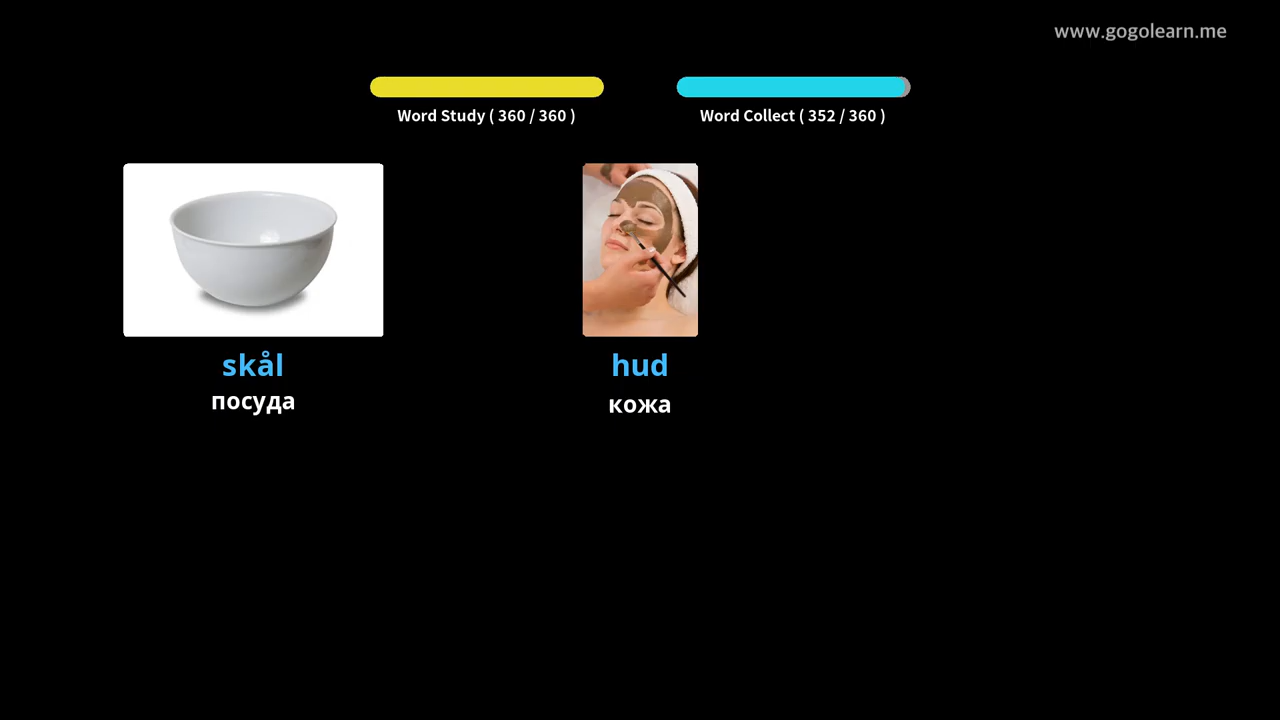 www.gogolearn.me
Word Study ( 360 / 360 )
Word Collect ( 352 / 360 )
skål
посуда
hud
кожа